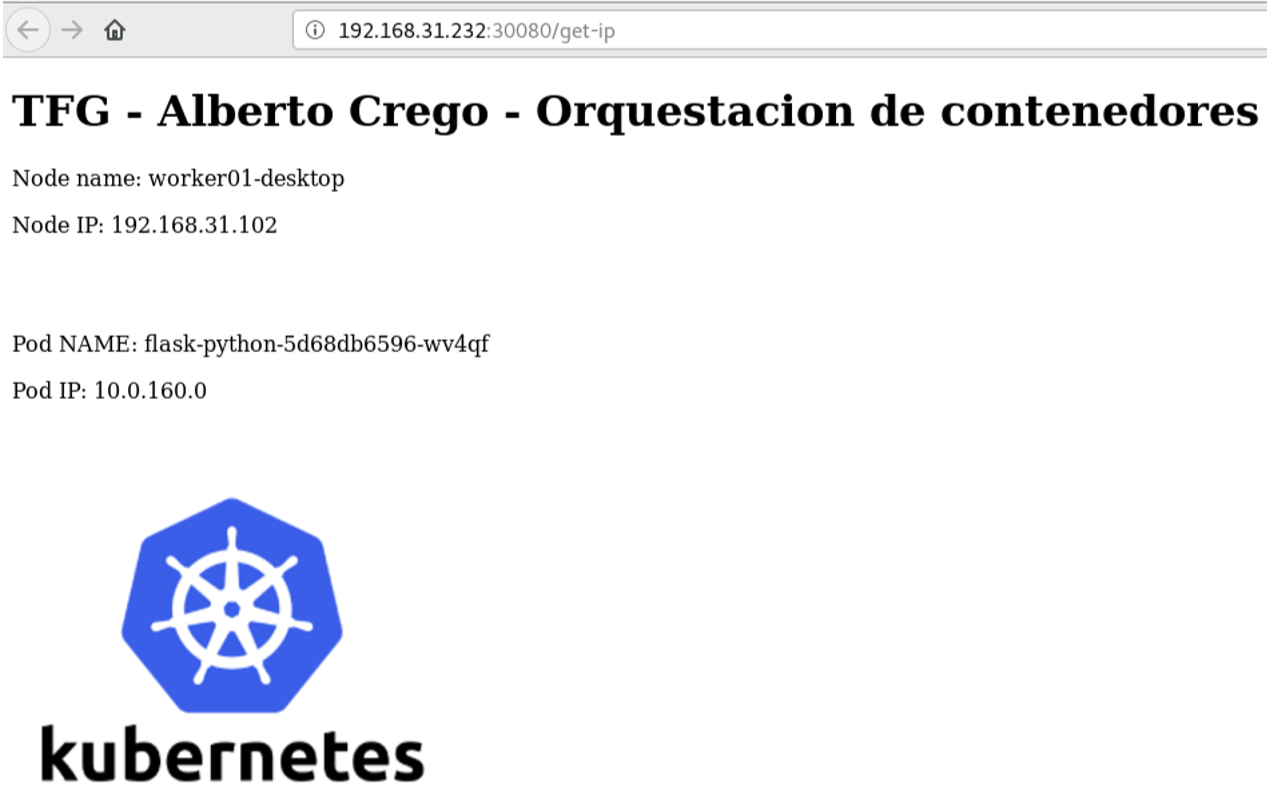 192.168.31.232:30080/get-ip
TFG - Alberto Crego - Orquestacion de contenedores
Node name: worker01-desktop
Node IP: 192.168.31.102
Pod NAME: flask-python-5d68db6596-wv4qf
Pod IP: 10.0.160.0
kubernetes